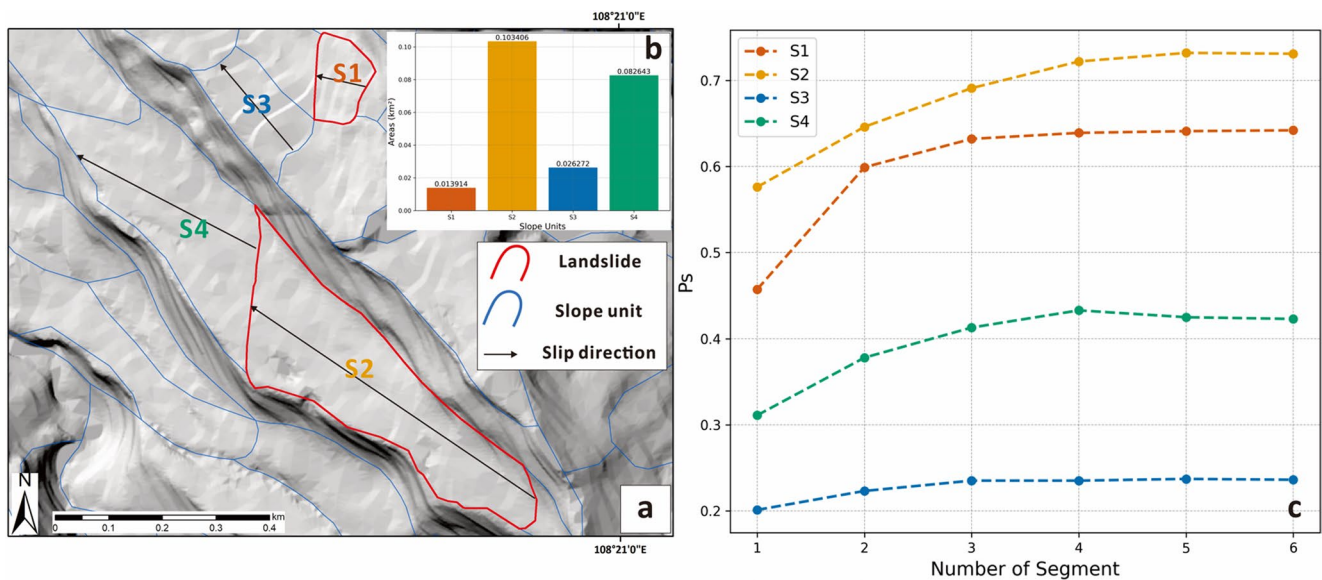 108°21'0"E
S1
S3
S4
S2
b
0.10
0.08
0.06
0.04
0.02
0.00
Areas (km²)
0.013914
0.103406
0.026272
0.082643
S1
S2
S3
S4
Slope Units
Landslide
Slope unit
Slip direction
N
0 0.1 0.2 0.3 0.4
km
a
108°21'0"E
S1
S2
S3
S4
0.7
0.6
0.5
0.4
0.3
0.2
Ps
1 2 3 4 5 6
Number of Segment
c